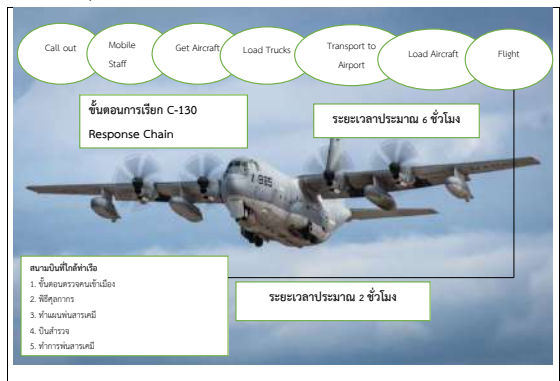 Call out
Mobile
Staff
Get Aircraft
Load Trucks
Transport to
Airport
Load Aircraft
Flight
ขั้นตอนการเรียก C-130
Response Chain
ระยะเวลาประมาณ 6 ชั่วโมง
สนามบินที่ใกล้ท่าเรือ
1. ขั้นตอนตรวจคนเข้าเมือง
2. พิธีศุลกากร
3. ทำแผนพ่นสารเคมี
4. บินสำรวจ
5. ทำการพ่นสารเคมี
ระยะเวลาประมาณ 2 ชั่วโมง